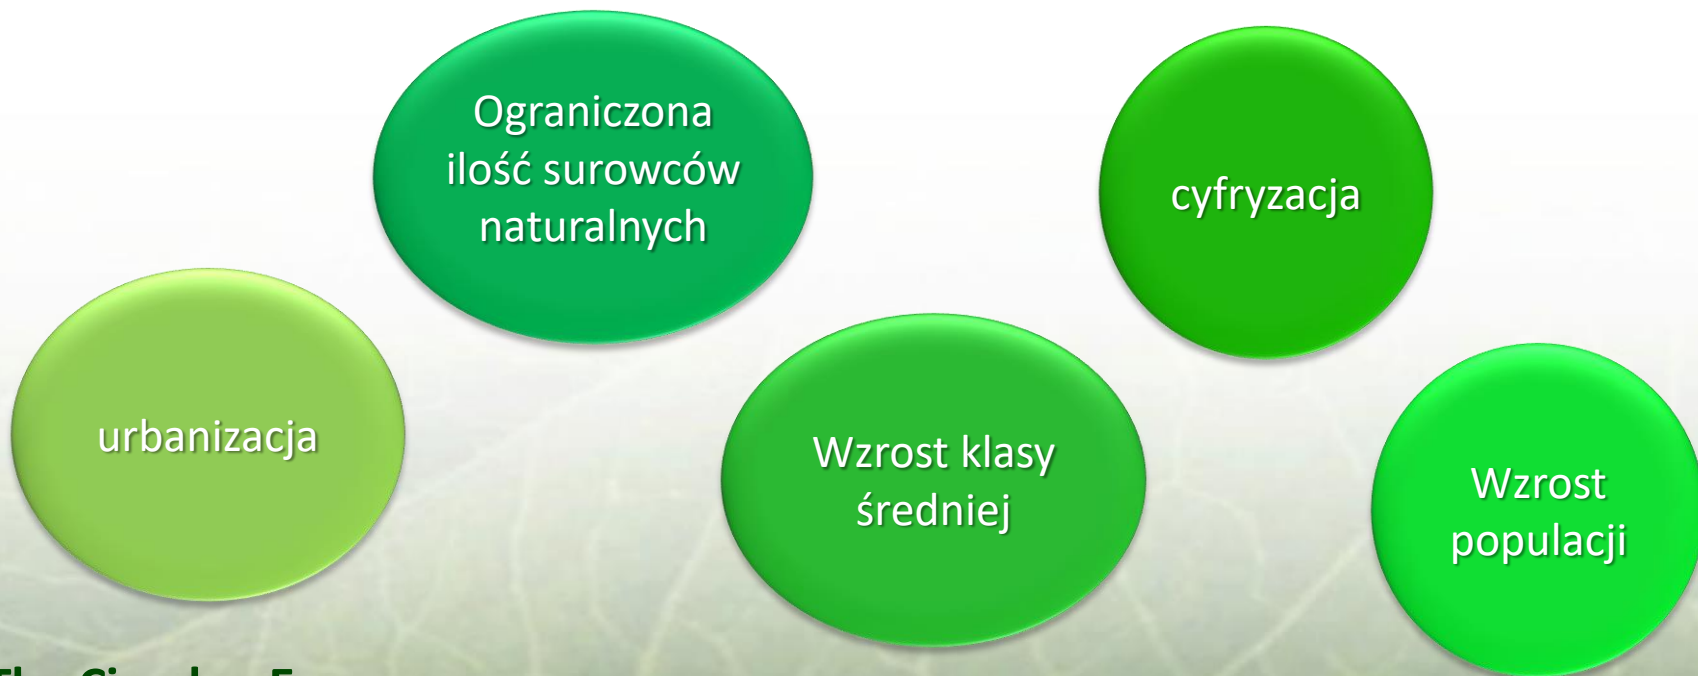 Ograniczona
ilość surowców
naturalnych
cyfryzacja
urbanizacja
Wzrost klasy
średniej
Wzrost
populacji